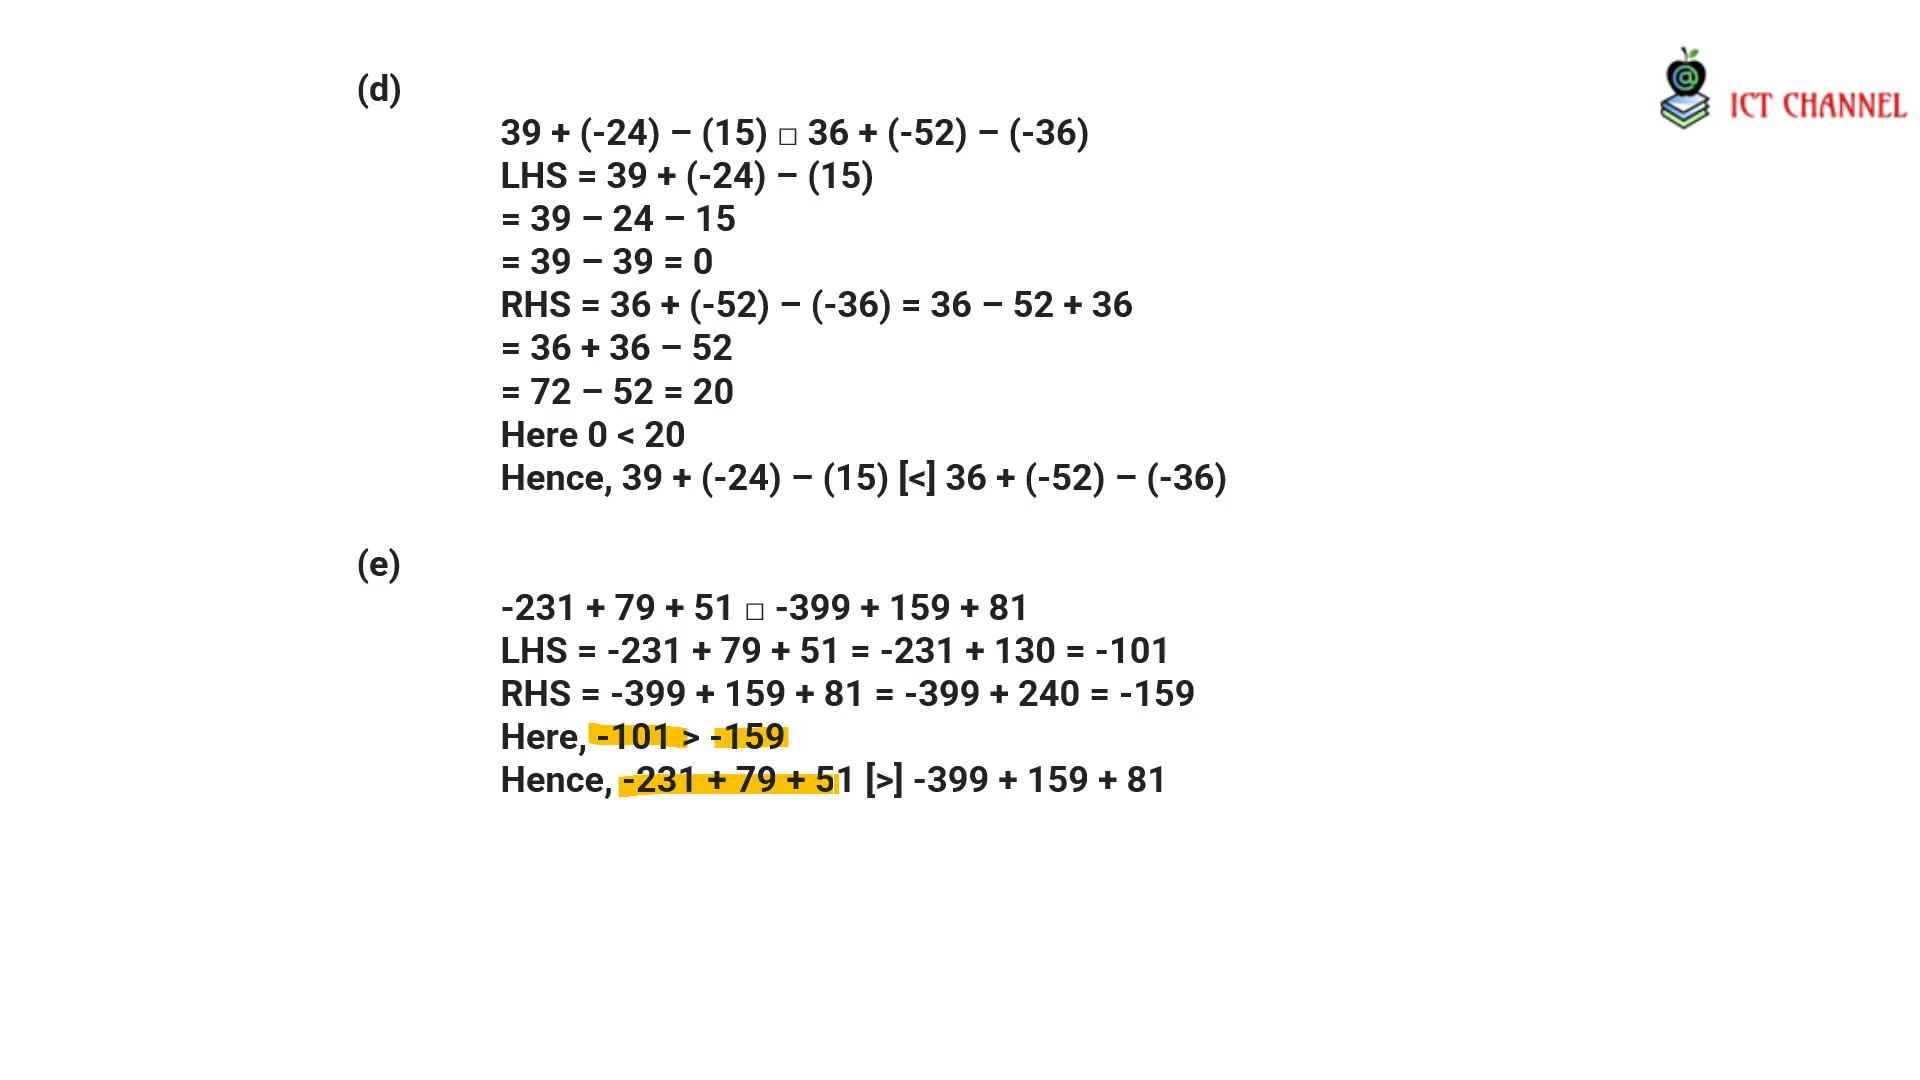 (d)
ICT CHANNEL
39 + (-24) – (15) □ 36 + (-52) – (-36)
LHS = 39 + (-24) – (15)
= 39 – 24 – 15
= 39 – 39 = 0
RHS = 36 + (-52) – (-36) = 36 – 52 + 36
= 36 + 36 – 52
= 72 – 52 = 20
Here 0 < 20
Hence, 39 + (-24) – (15) [<] 36 + (-52) – (-36)
(e)
-231 + 79 + 51 □ -399 + 159 + 81
LHS = -231 + 79 + 51 = -231 + 130 = -101
RHS = -399 + 159 + 81 = -399 + 240 = -159
Here, -101 > -159
Hence, -231 + 79 + 51 [>] -399 + 159 + 81